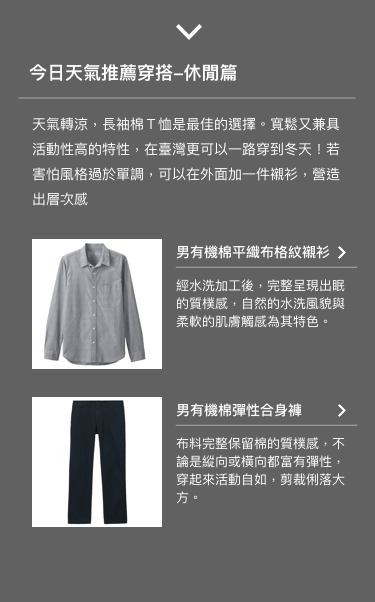 今日天氣推薦穿搭–休閒篇
天氣轉涼，長袖棉Ｔ恤是最佳的選擇。寬鬆又兼具
活動性高的特性，在臺灣更可以一路穿到冬天！若
害怕風格過於單調，可以在外面加一件襯衫，營造
出層次感
男有機棉平織布格紋襯衫
經水洗加工後，完整呈現出眠
的質樸感，自然的水洗風貌與
柔軟的肌膚觸感為其特色。
男有機棉彈性合身褲
布料完整保留棉的質樸感，不
論是縱向或橫向都富有彈性，
穿起來活動自如，剪裁俐落大
方。